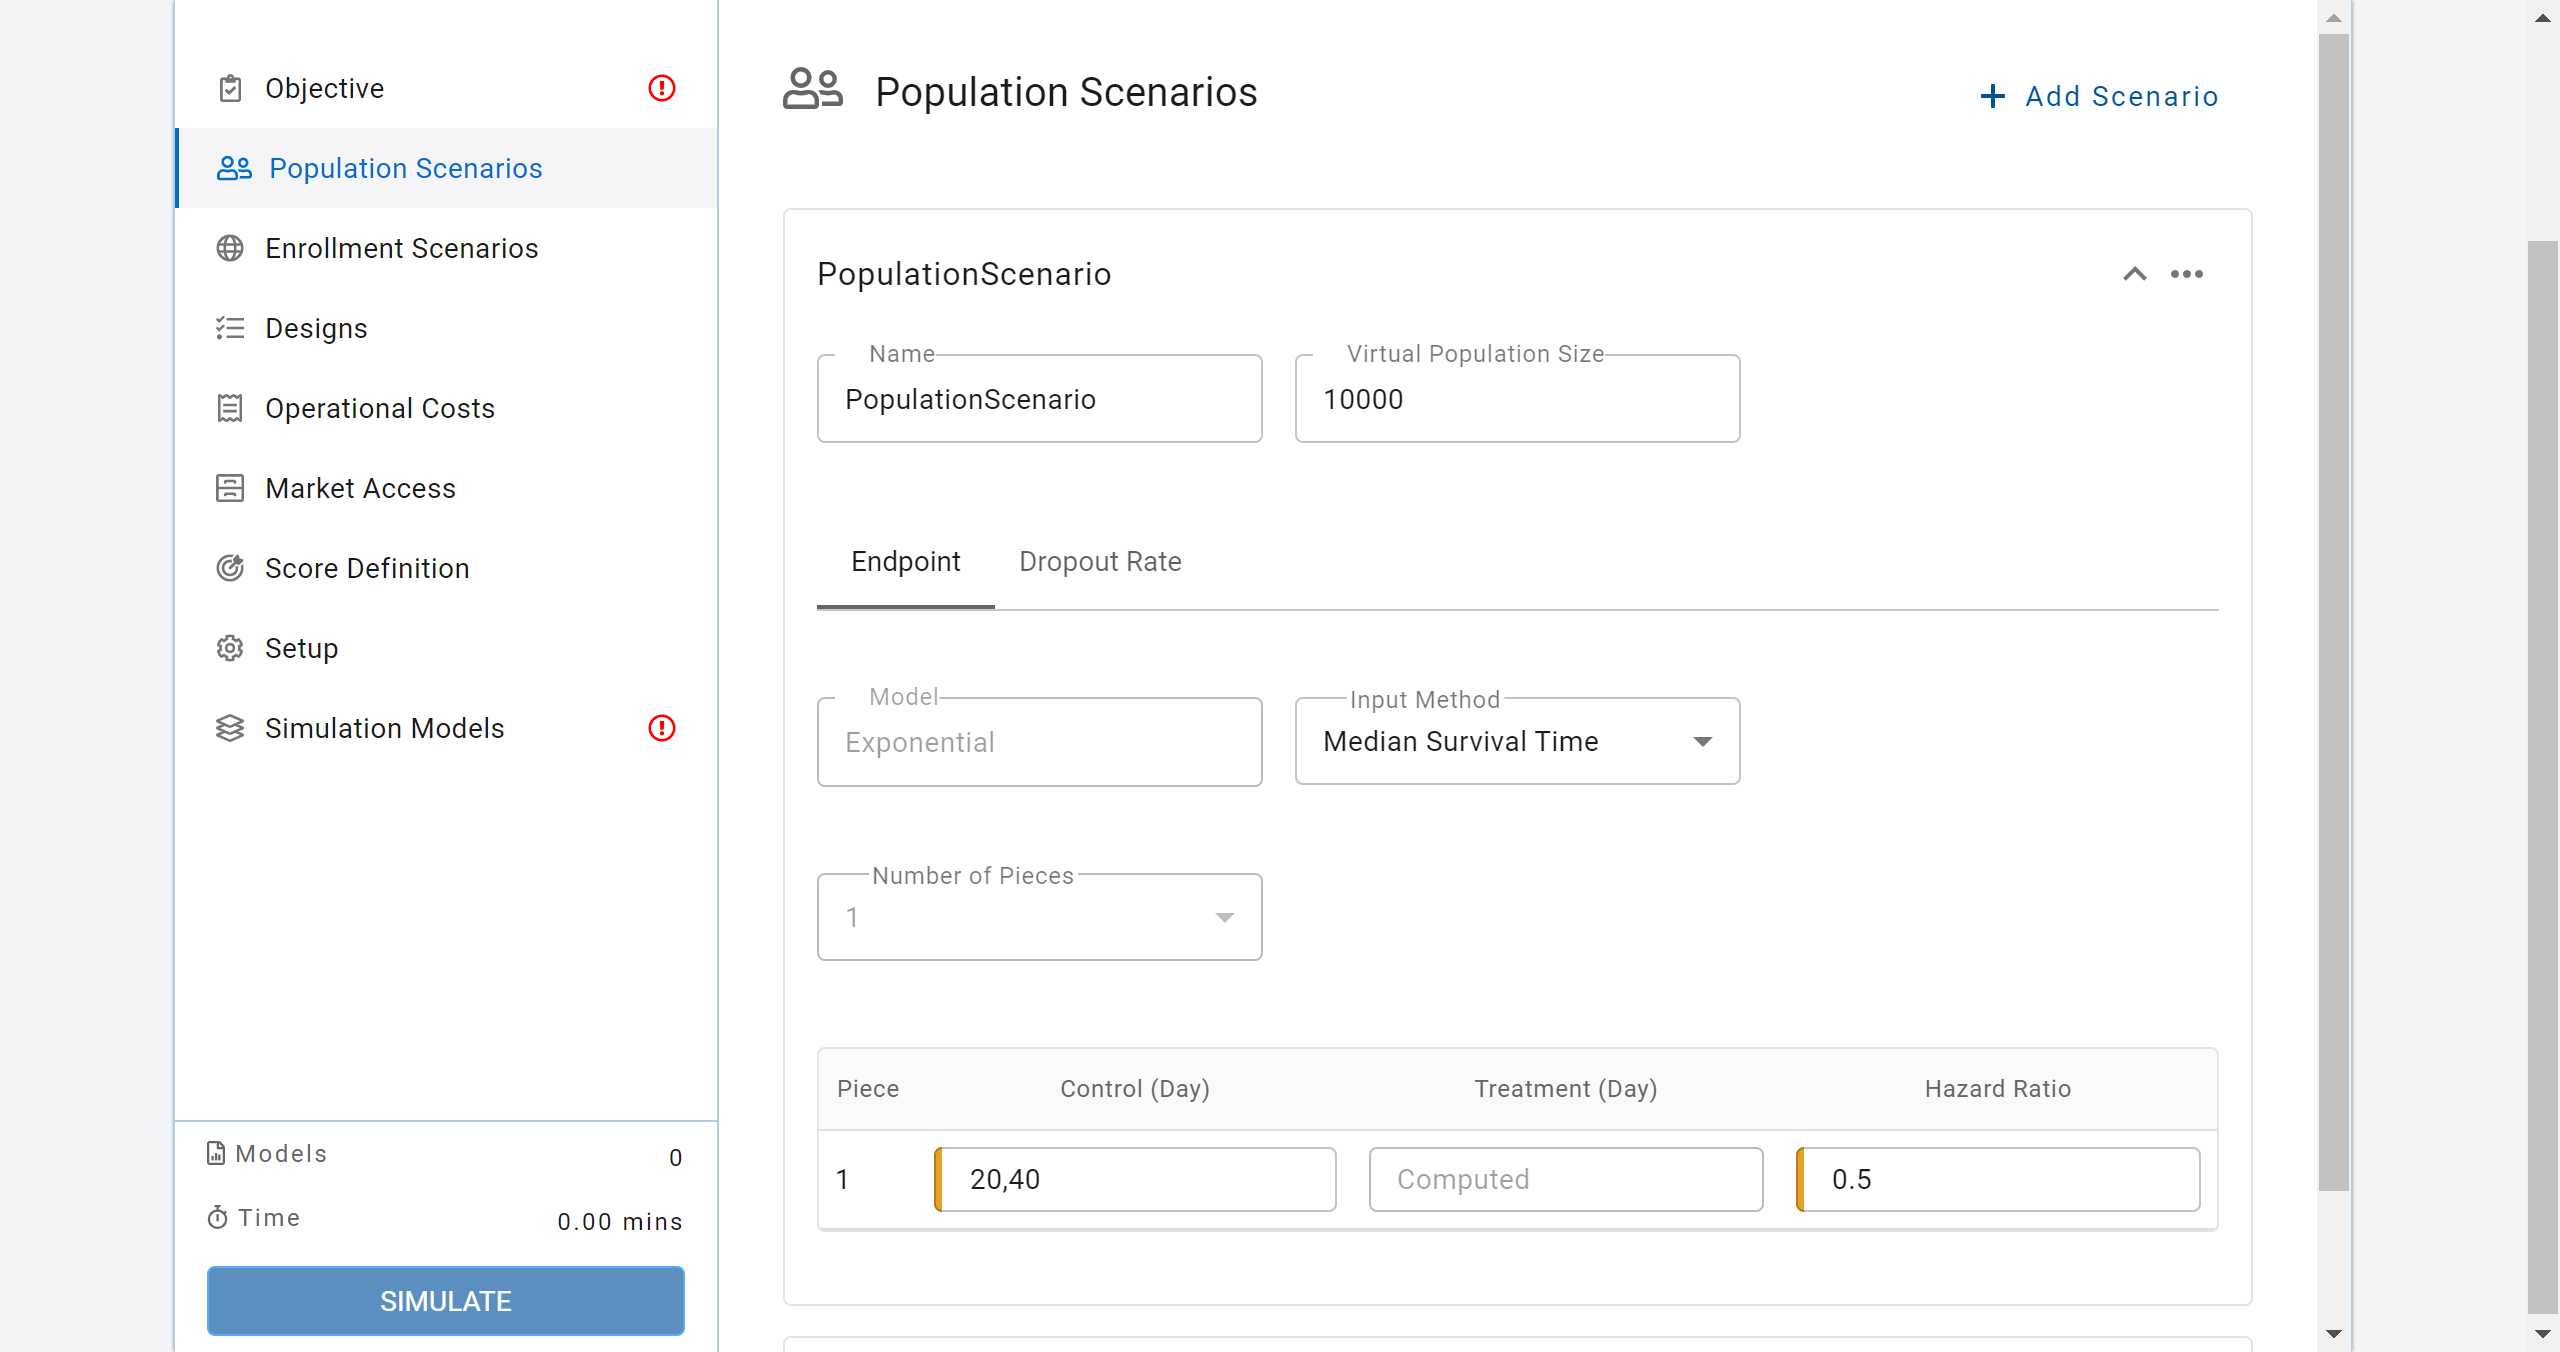 Objective
Population Scenarios
Enrollment Scenarios
Designs
Operational Costs
Market Access
Score Definition
Setup
Simulation Models
Models 0
Time 0.00 mins
SIMULATE
Population Scenarios
Add Scenario
PopulationScenario
Name
PopulationScenario
Virtual Population Size
10000
Endpoint Dropout Rate
Model
Exponential
Input Method
Median Survival Time
Number of Pieces
1
Piece Control (Day) Treatment (Day) Hazard Ratio
1 20,40 Computed 0.5